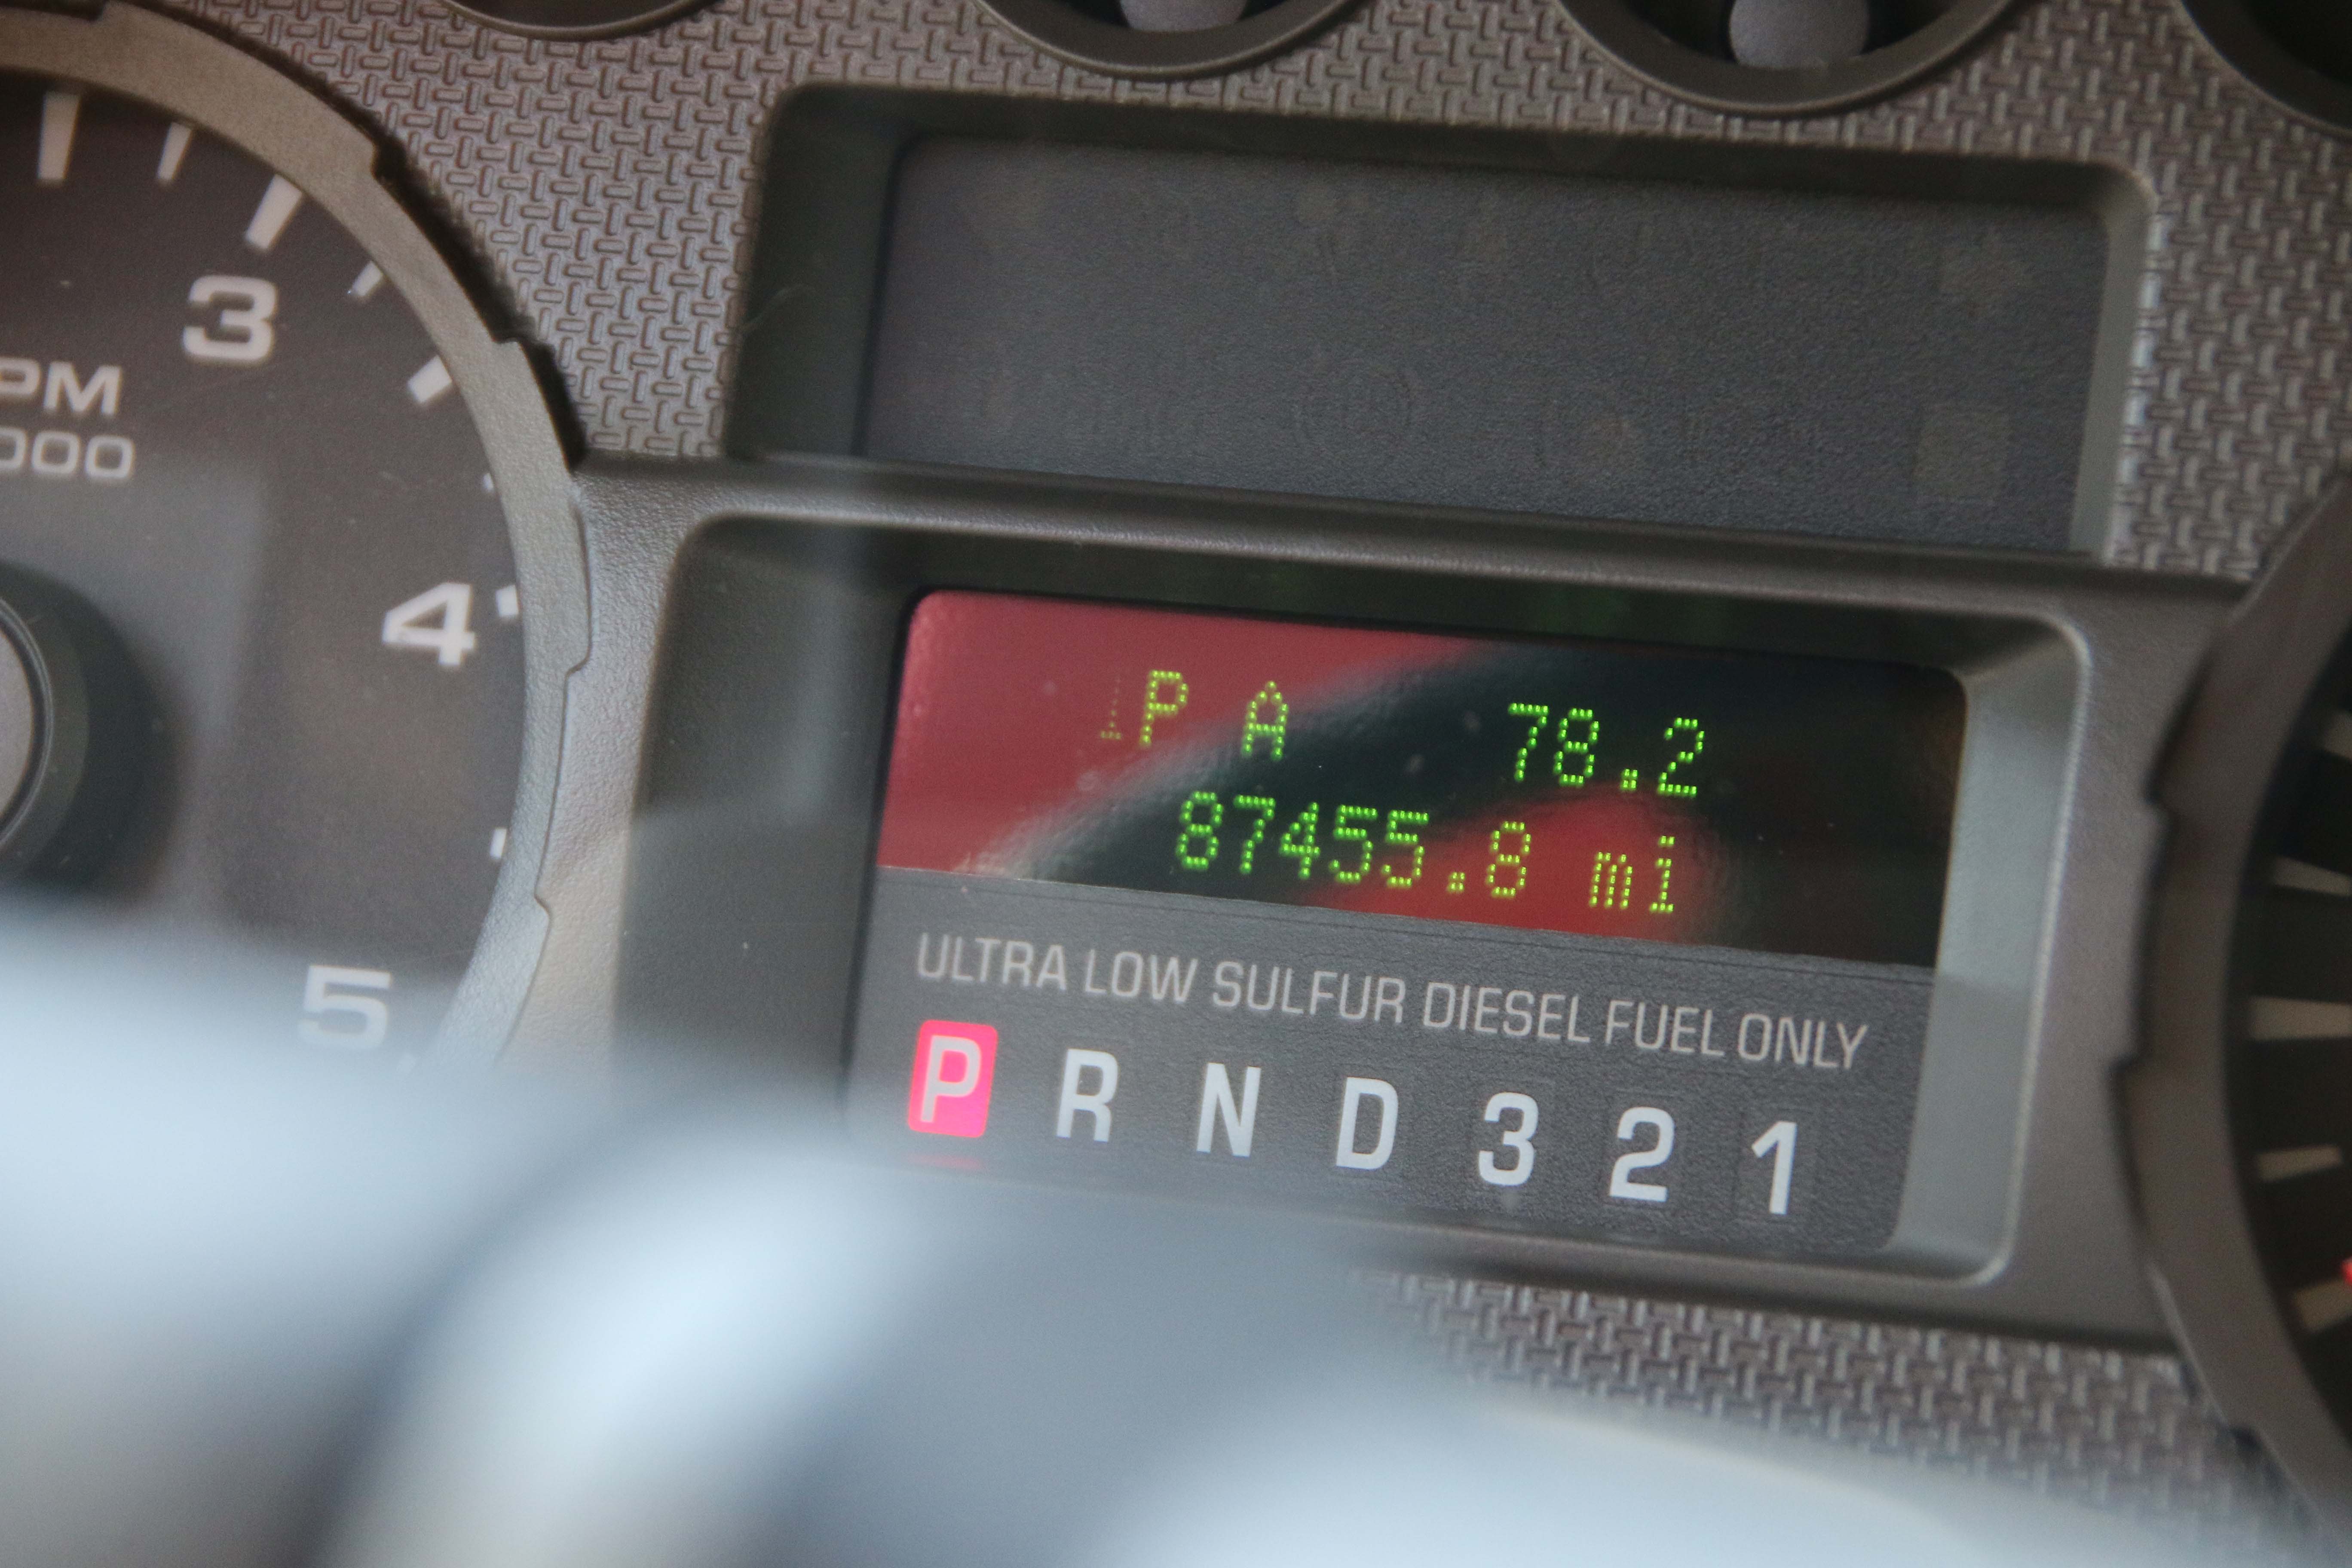 3
PM
000
4
5
P A 78.2
87455.8 mi
ULTRA LOW SULFUR DIESEL FUEL ONLY
P R N D 3 2 1